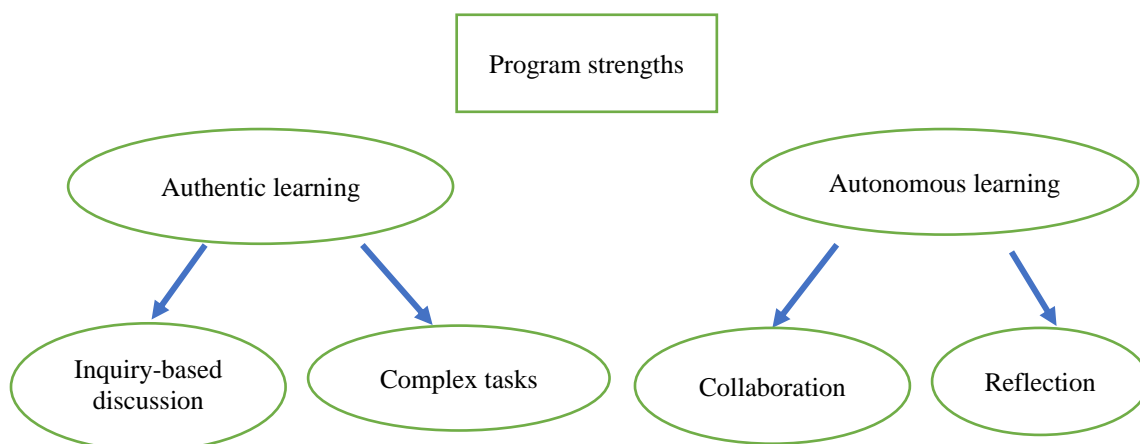 Program strengths
Authentic learning
Autonomous learning
Inquiry-based
discussion
Complex tasks
Collaboration
Reflection